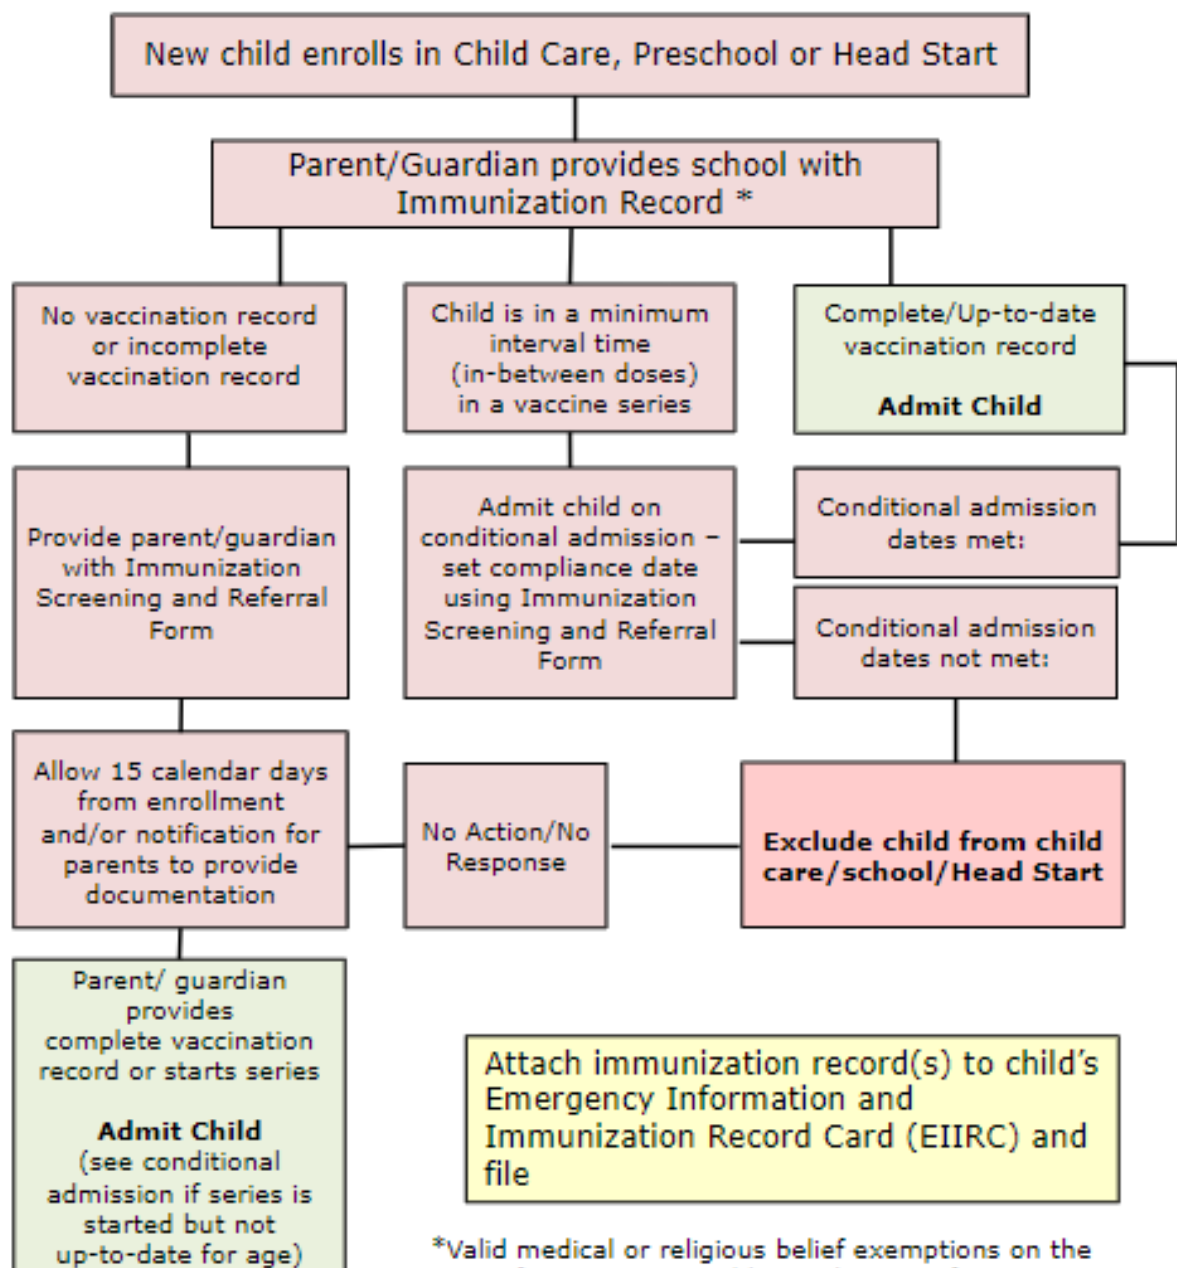 New child enrolls in Child Care, Preschool or Head Start
Parent/Guardian provides school with
Immunization Record *
No vaccination record
or incomplete
vaccination record
Child is in a minimum
interval time
(in-between doses)
in a vaccine series
Complete/Up-to-date
vaccination record
Admit Child
Provide parent/guardian
with Immunization
Screening and Referral
Form
Admit child on
conditional admission –
set compliance date
using Immunization
Screening and Referral
Form
Conditional admission
dates met:
Conditional admission
dates not met:
Allow 15 calendar days
from enrollment
and/or notification for
parents to provide
documentation
No Action/No
Response
Exclude child from child
care/school/Head Start
Parent/ guardian
provides
complete vaccination
record or starts series
Admit Child
(see conditional
admission if series is
started but not
up-to-date for age)
Attach immunization record(s) to child's
Emergency Information and
Immunization Record Card (EIIRC) and
file
*Valid medical or religious belief exemptions on the